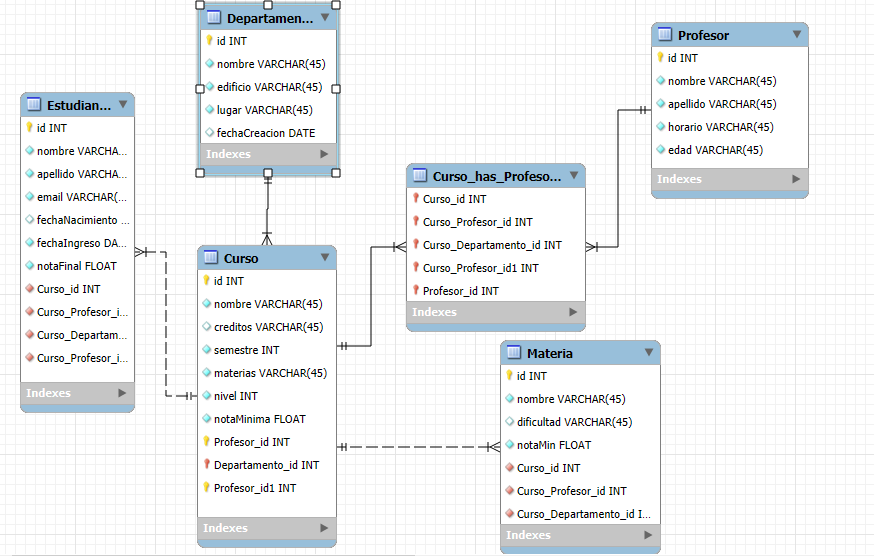 Departamen...
id INT
nombre VARCHAR(45)
edificio VARCHAR(45)
lugar VARCHAR(45)
fechaCreacion DATE
Indexes
Profesor
id INT
nombre VARCHAR(45)
apellido VARCHAR(45)
horario VARCHAR(45)
edad VARCHAR(45)
Indexes
Estudian...
id INT
nombre VARCHA...
apellido VARCHA...
email VARCHAR(...
fechaNacimiento ...
fechaIngreso DA...
notaFinal FLOAT
Curso_id INT
Curso_Profesor_i...
Curso_Departam...
Curso_Profesor_i...
Indexes
Curso_has_Profeso...
Curso_id INT
Curso_Profesor_id INT
Curso_Departamento_id INT
Curso_Profesor_id1 INT
Profesor_id INT
Indexes
Curso
id INT
nombre VARCHAR(45)
creditos VARCHAR(45)
semestre INT
materias VARCHAR(45)
nivel INT
notaMinima FLOAT
Profesor_id INT
Departamento_id INT
Profesor_id1 INT
Indexes
Materia
id INT
nombre VARCHAR(45)
dificultad VARCHAR(45)
notaMin FLOAT
Curso_id INT
Curso_Profesor_id INT
Curso_Departamento_id I...
Indexes